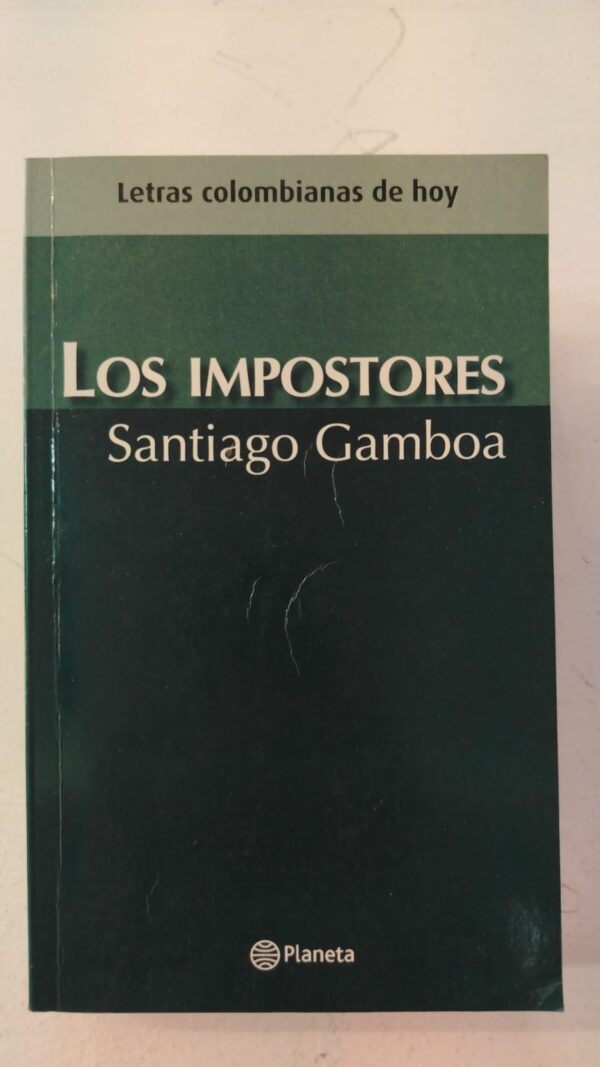 Letras colombianas de hoy
LOS IMPOSTORES
Santiago Gamboa
Planeta